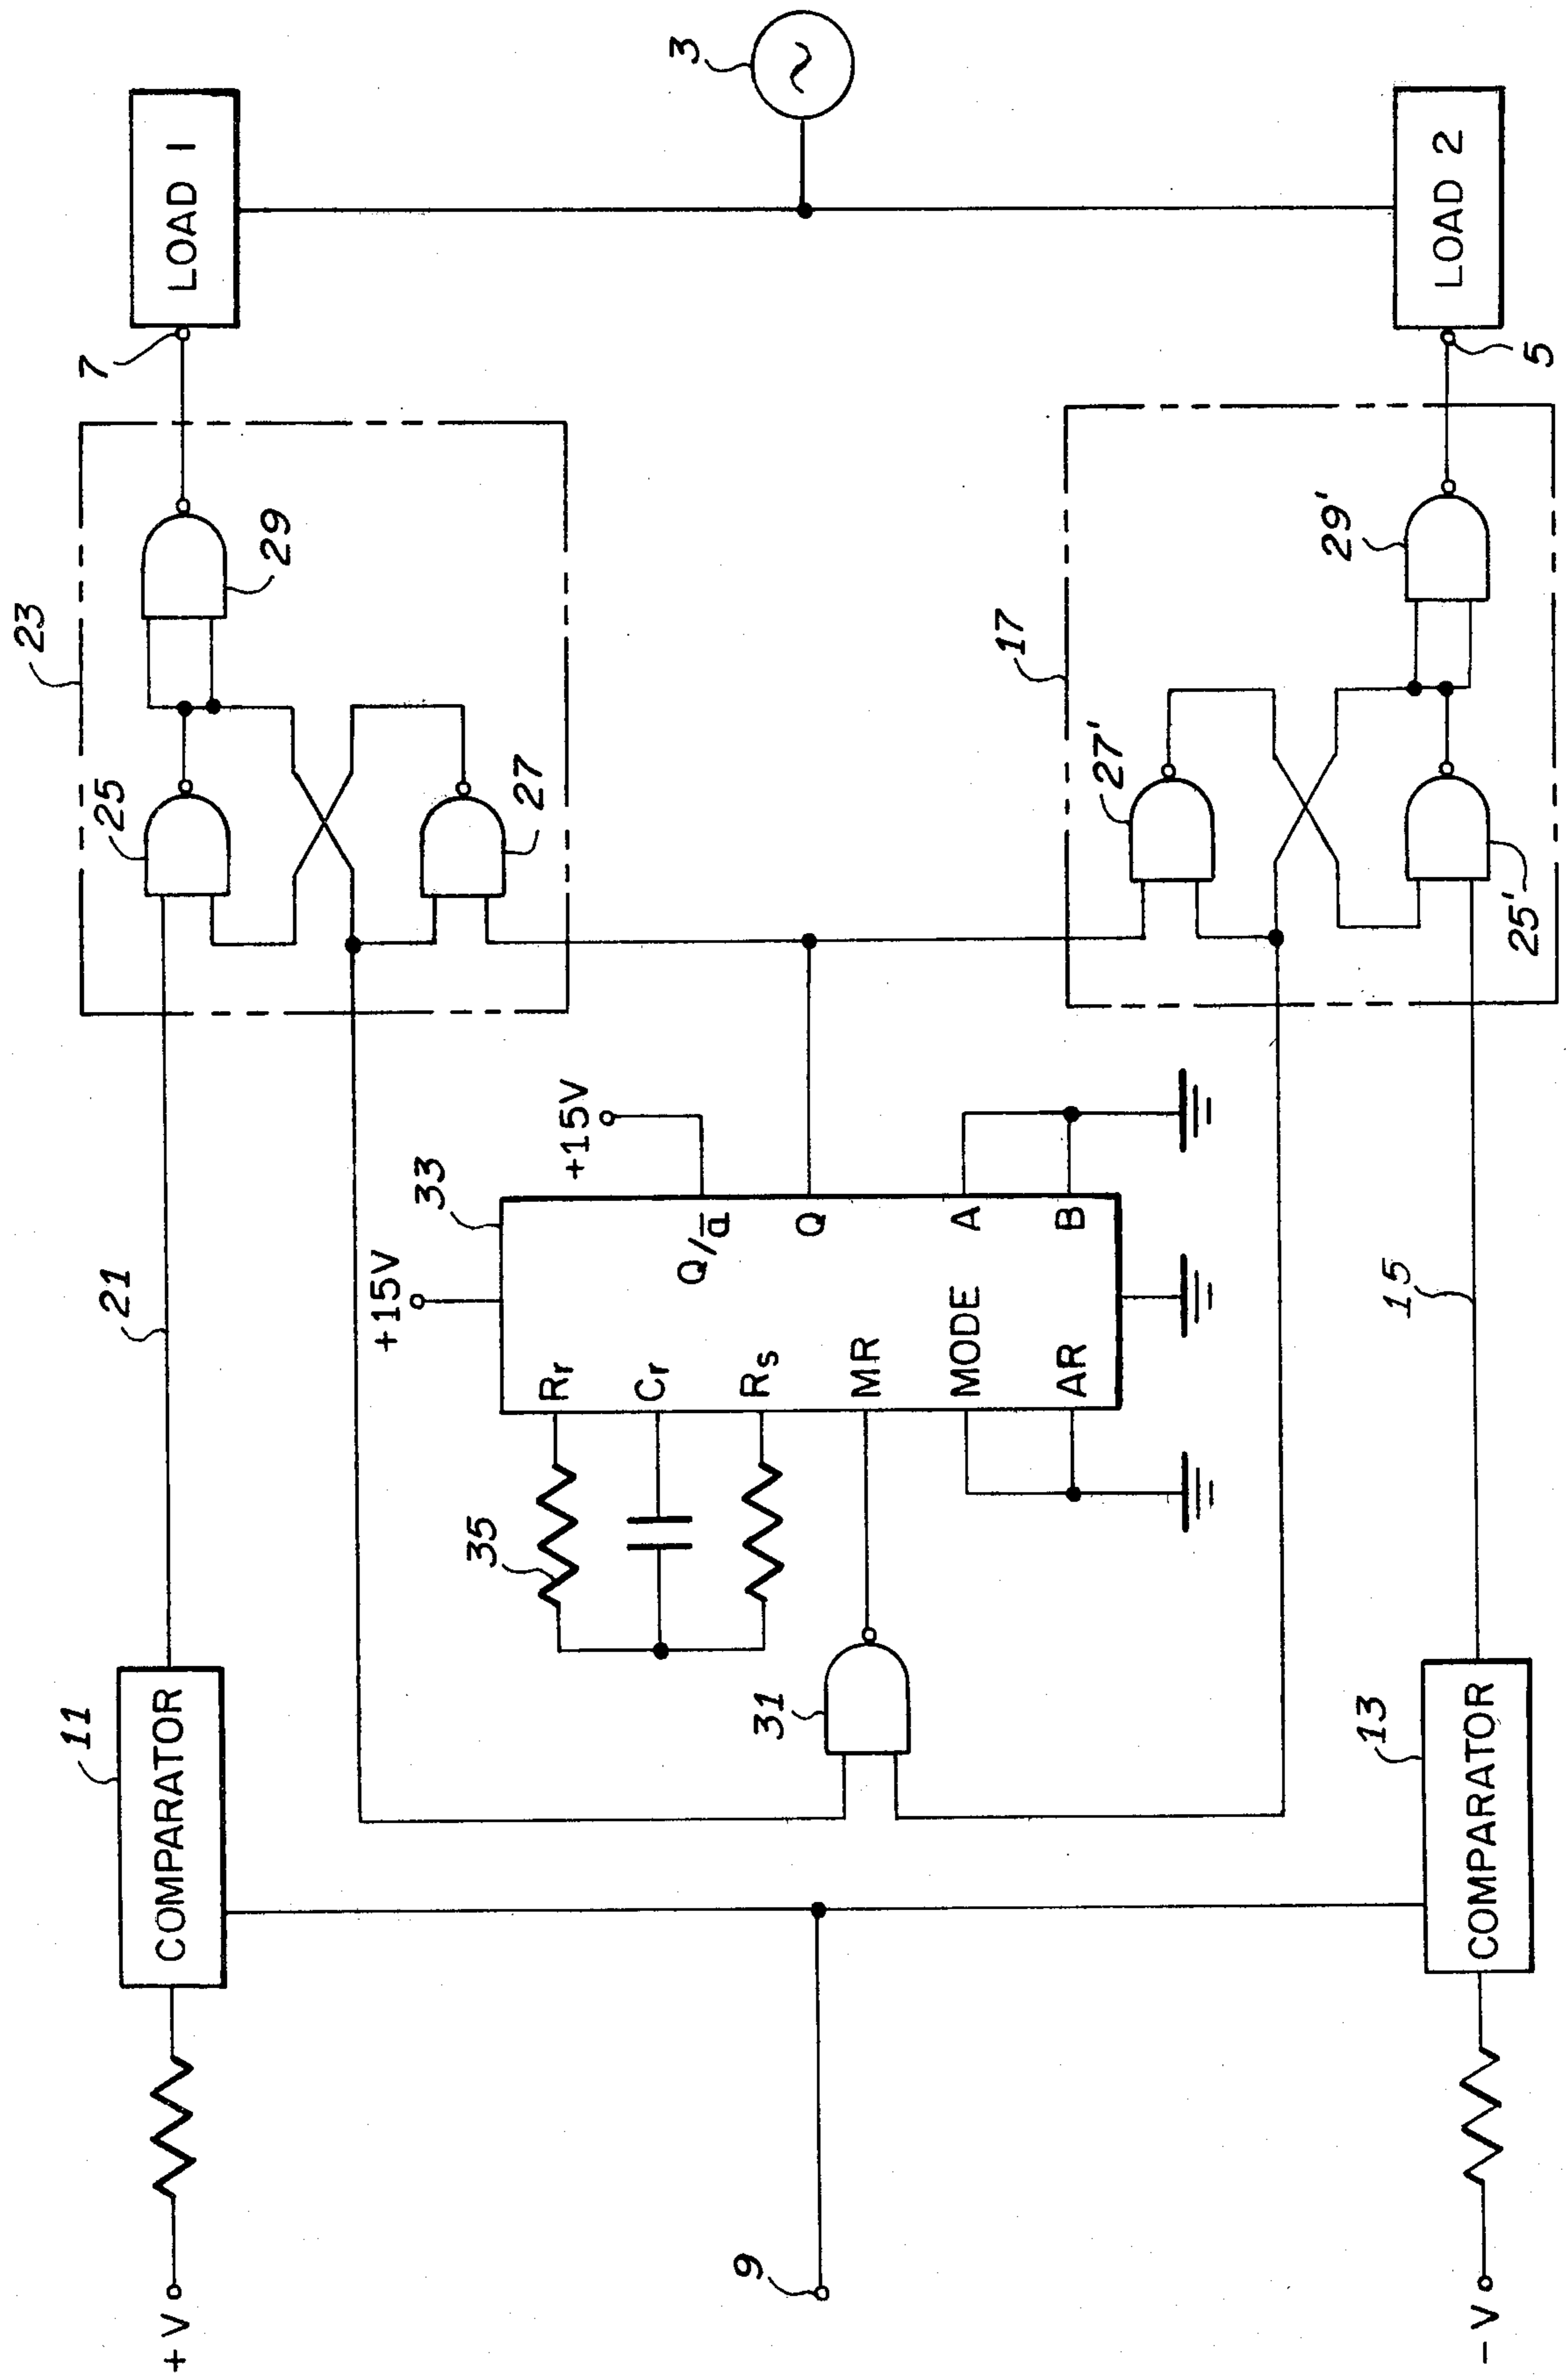 +V
11
COMPARATOR
21
23
25
27
29
7
LOAD 1
3
9
31
35
33
+15V
+15V
Rr
Cr
Rs
MR
MODE
AR
Q/Q̅
Q
A
B
-V
13
COMPARATOR
15
17
27'
25'
29'
5
LOAD 2